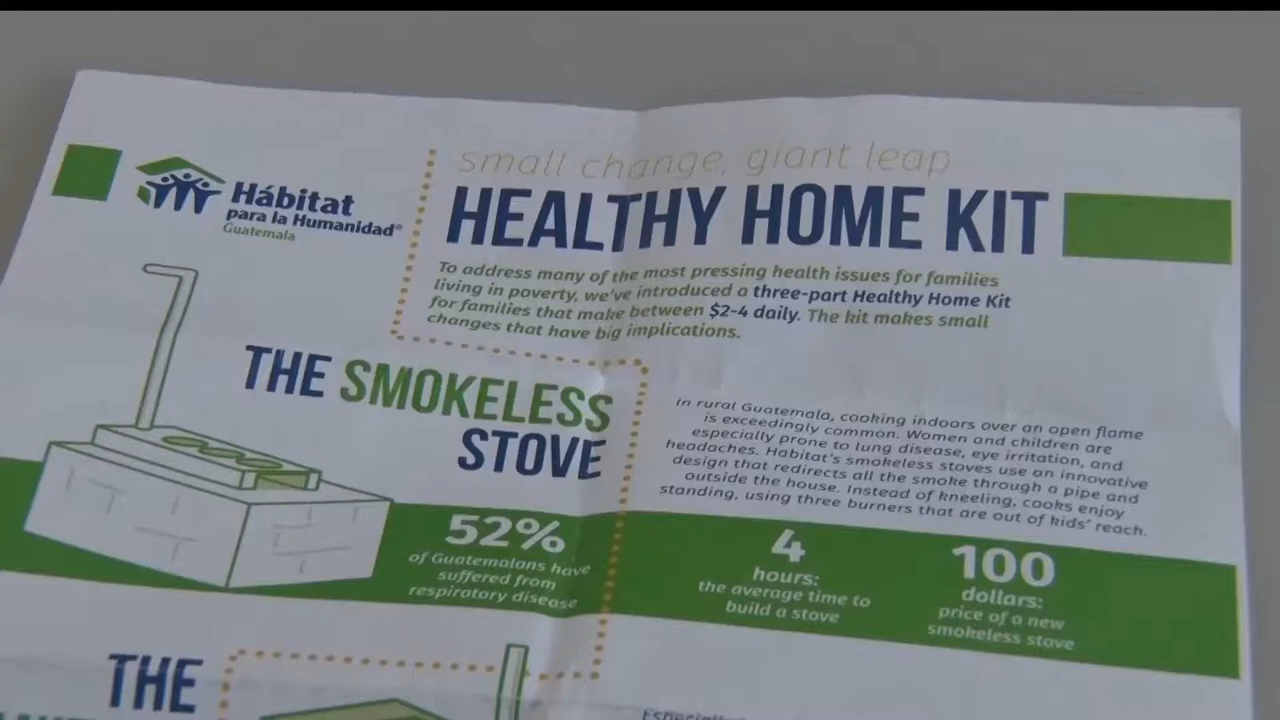 Hábitat
para la Humanidad®
Guatemala
small change, giant leap
HEALTHY HOME KIT
To address many of the most pressing health issues for families
living in poverty, we've introduced a three-part Healthy Home Kit
for families that make between $2-4 daily. The kit makes small
changes that have big implications.
THE SMOKELESS
STOVE
In rural Guatemala, cooking indoors over an open flame
is exceedingly common. Women and children are
especially prone to lung disease, eye irritation, and
headaches. Habitat's smokeless stoves use an innovative
design that redirects all the smoke through a pipe and
outside the house. Instead of kneeling, cooks enjoy
standing, using three burners that are out of kids' reach.
52%
of Guatemalans have
suffered from
respiratory disease
4
hours:
the average time to
build a stove
100
dollars:
price of a new
smokeless stove
THE